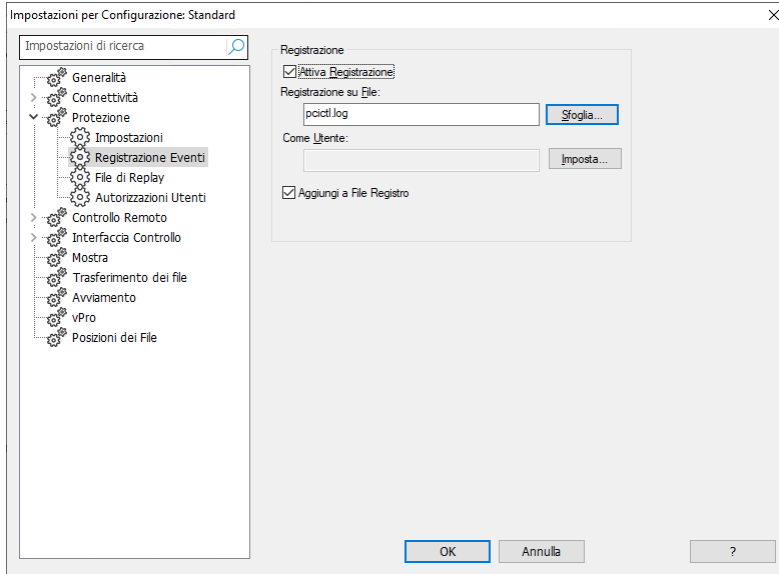 Impostazioni per Configurazione: Standard
Impostazioni di ricerca
Generalità
Connettività
Protezione
Impostazioni
Registrazione Eventi
File di Replay
Autorizzazioni Utenti
Controllo Remoto
Interfaccia Controllo
Mostra
Trasferimento dei file
Avviamento
vPro
Posizioni dei File
Registrazione
Attiva Registrazione
Registrazione su File:
pcictl.log
Sfoglia...
Come Utente:
Imposta...
Aggiungi a File Registro
OK
Annulla
?